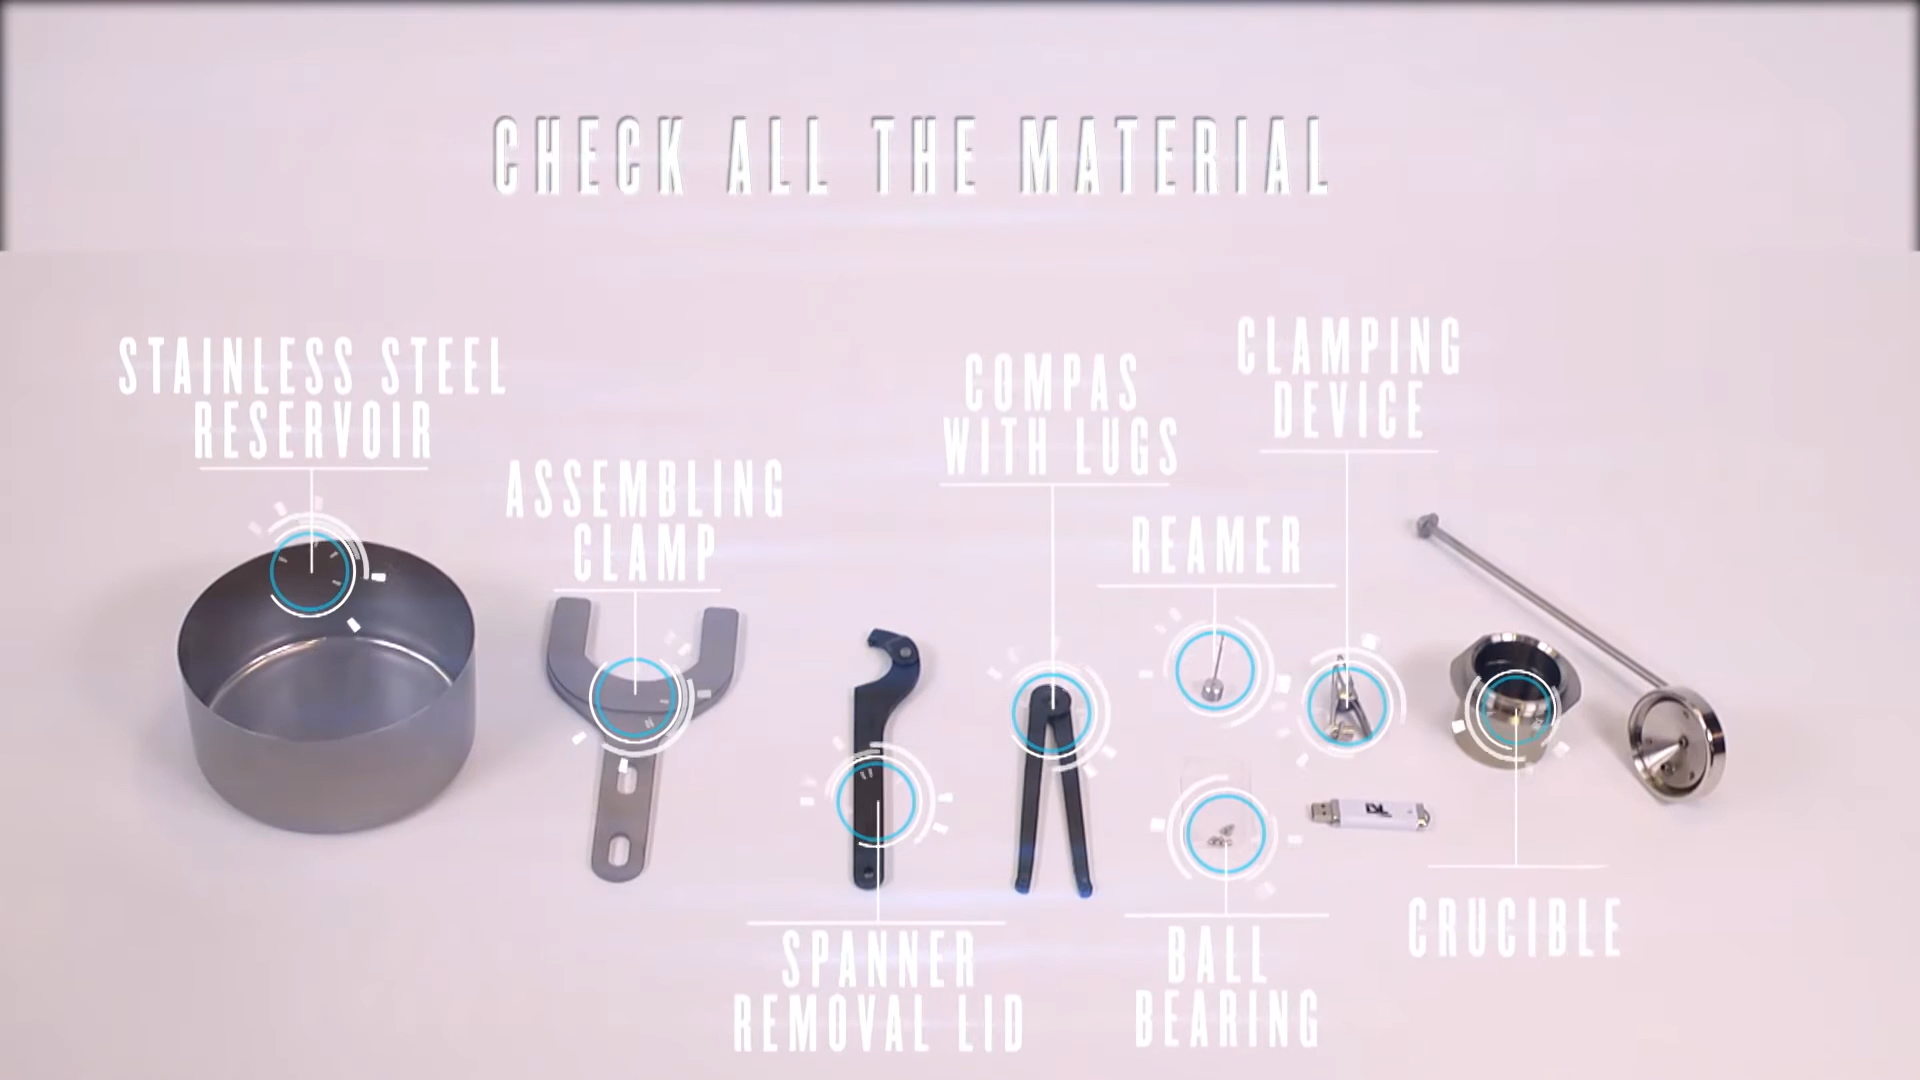 CHECK ALL THE MATERIAL
STAINLESS STEEL
RESERVOIR
ASSEMBLING
CLAMP
COMPAS
WITH LUGS
CLAMPING
DEVICE
REAMER
SPANNER
REMOVAL LID
BALL
BEARING
CRUCIBLE